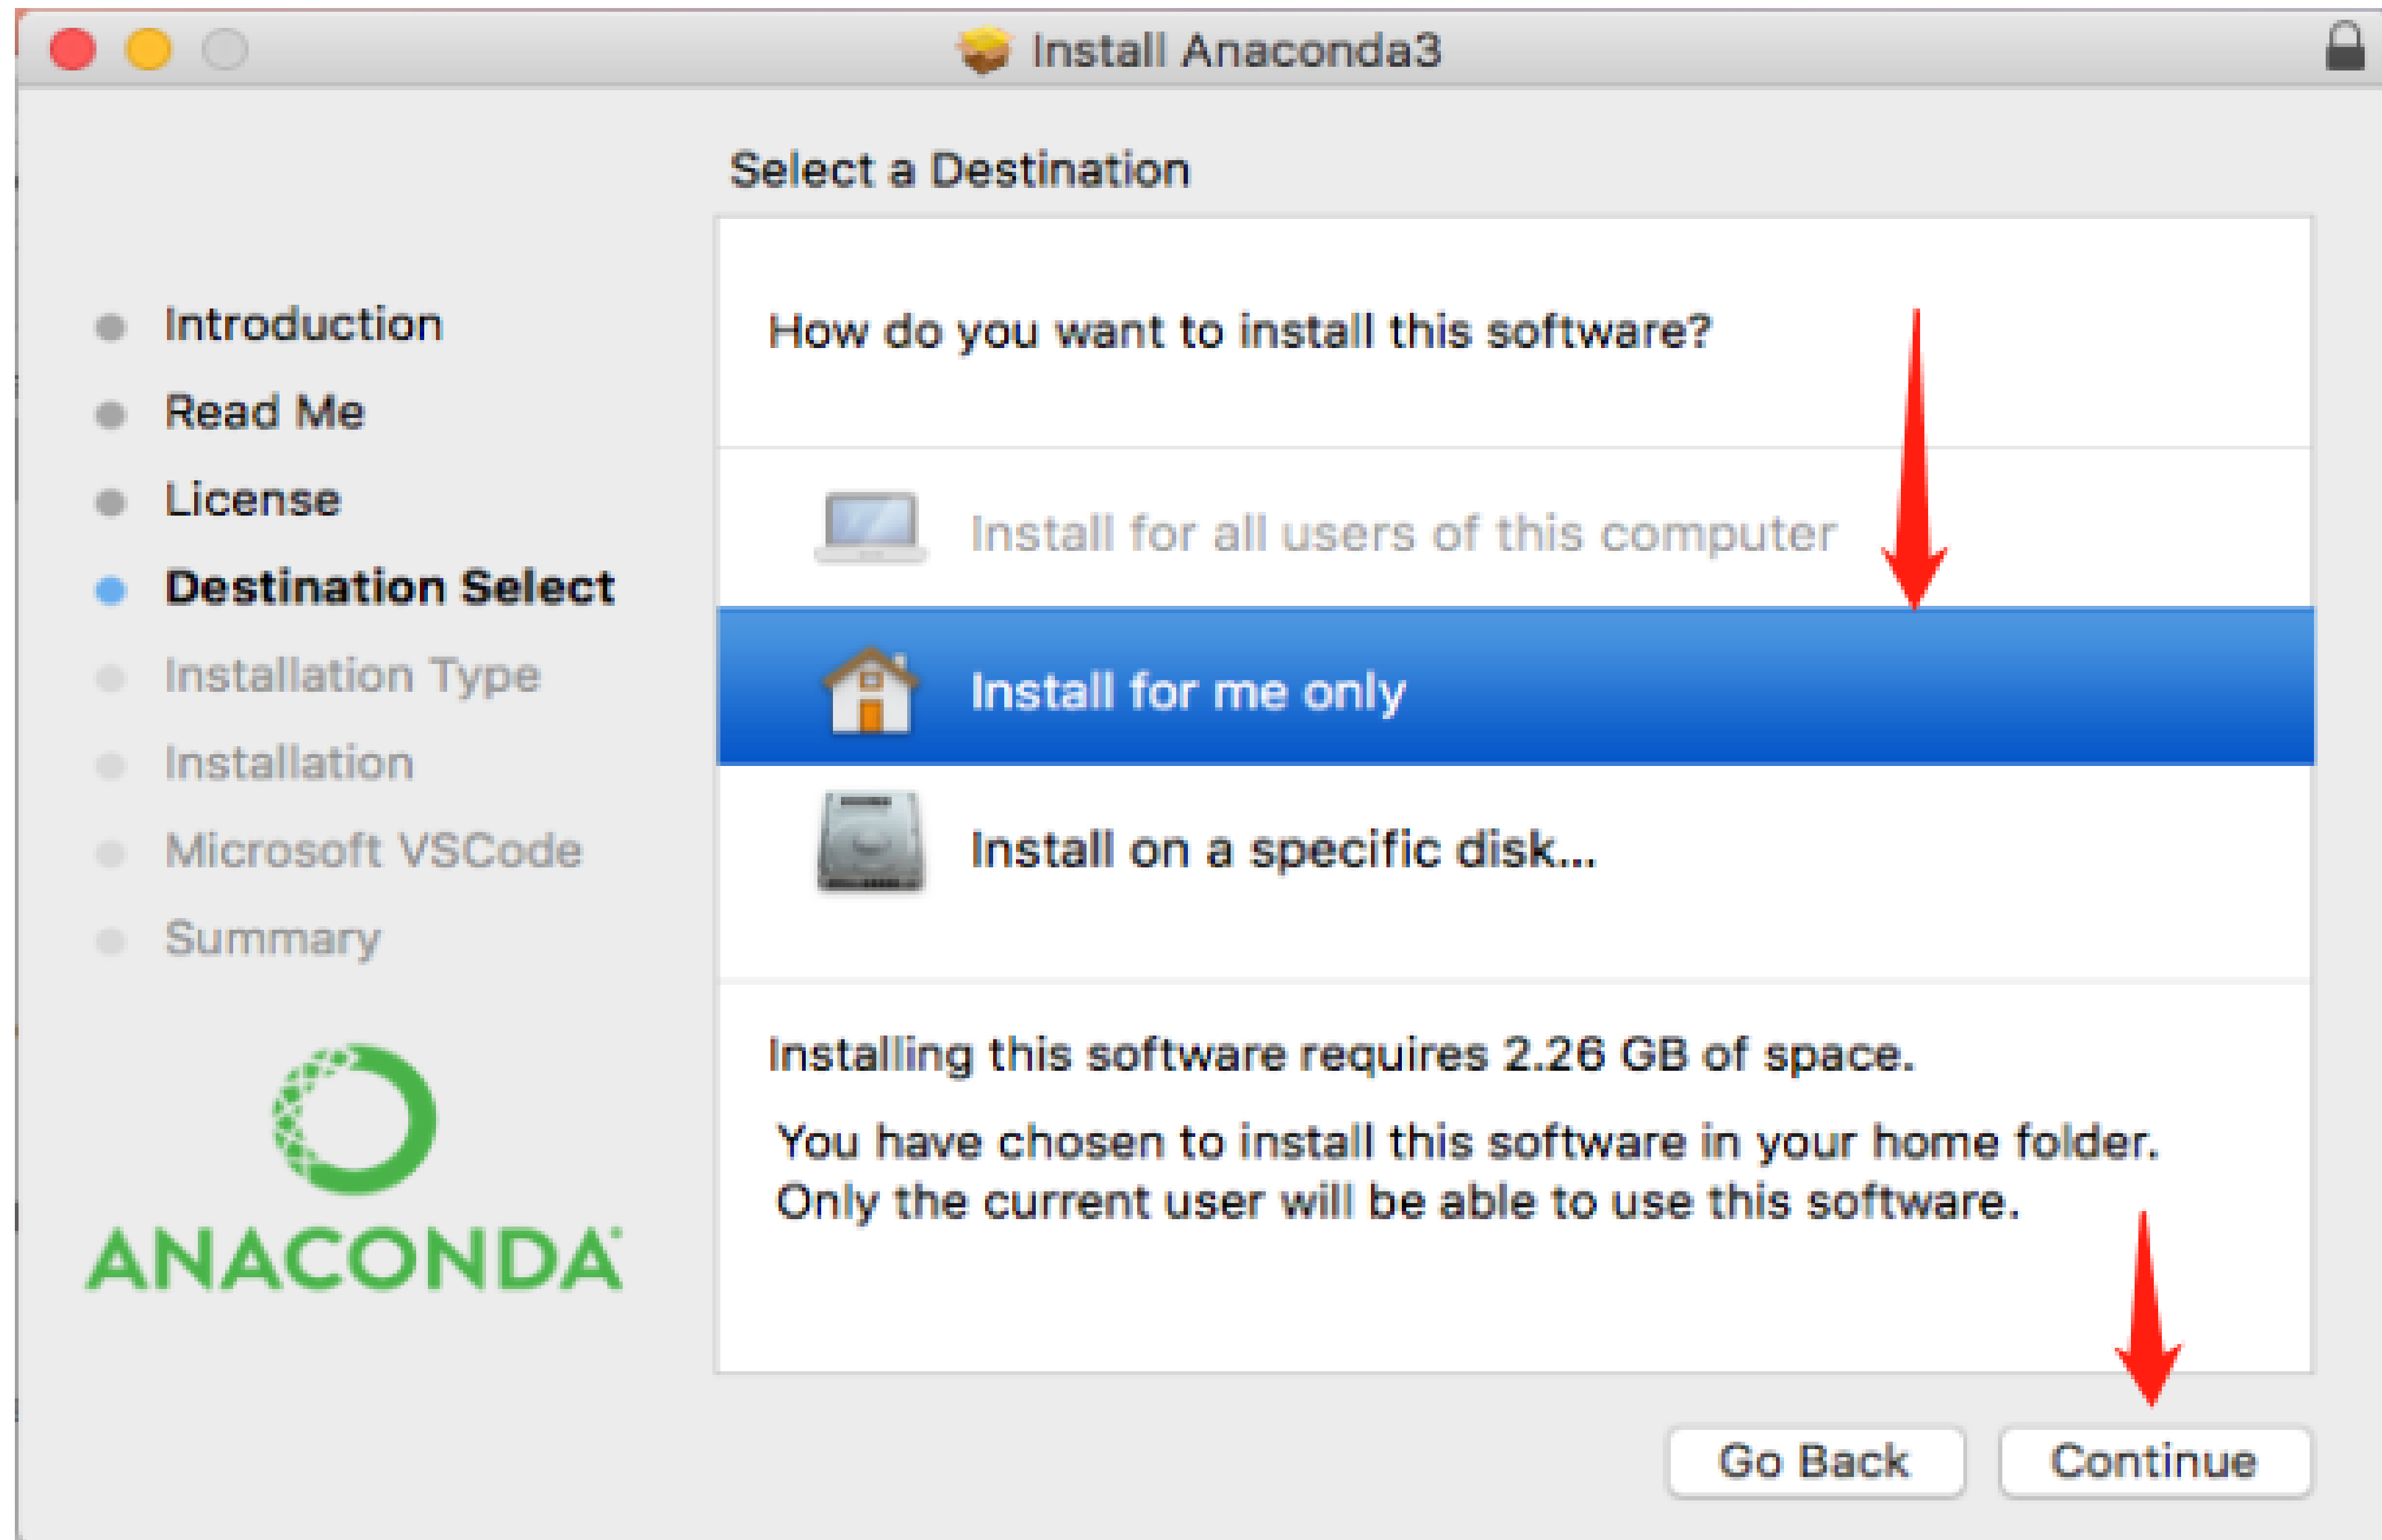 Install Anaconda3
Select a Destination
Introduction
Read Me
License
Destination Select
Installation Type
Installation
Microsoft VSCode
Summary
ANACONDA
How do you want to install this software?
Install for all users of this computer
Install for me only
Install on a specific disk...
Installing this software requires 2.26 GB of space.
You have chosen to install this software in your home folder.
Only the current user will be able to use this software.
Go Back
Continue